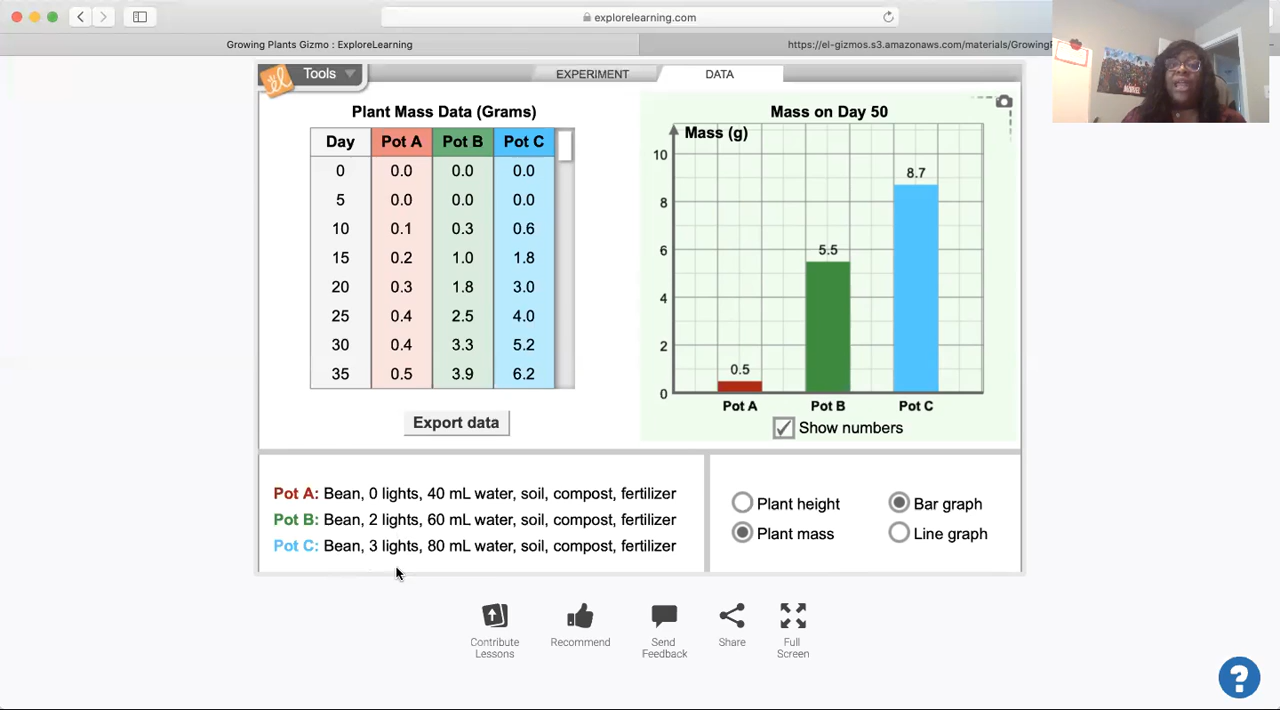 explorelearning.com
Growing Plants Gizmo : ExploreLearning
https://el-gizmos.s3.amazonaws.com/materials/GrowingP
Tools
EXPERIMENT
DATA
Plant Mass Data (Grams)
Day Pot A Pot B Pot C
0 0.0 0.0 0.0
5 0.0 0.0 0.0
10 0.1 0.3 0.6
15 0.2 1.0 1.8
20 0.3 1.8 3.0
25 0.4 2.5 4.0
30 0.4 3.3 5.2
35 0.5 3.9 6.2
Export data
Mass on Day 50
Mass (g)
10
8
6
4
2
0
0.5
5.5
8.7
Pot A Pot B Pot C
Show numbers
Pot A: Bean, 0 lights, 40 mL water, soil, compost, fertilizer
Pot B: Bean, 2 lights, 60 mL water, soil, compost, fertilizer
Pot C: Bean, 3 lights, 80 mL water, soil, compost, fertilizer
Plant height Bar graph
Plant mass Line graph
Contribute
Lessons
Recommend
Send
Feedback
Share
Full
Screen
?
MARVEL